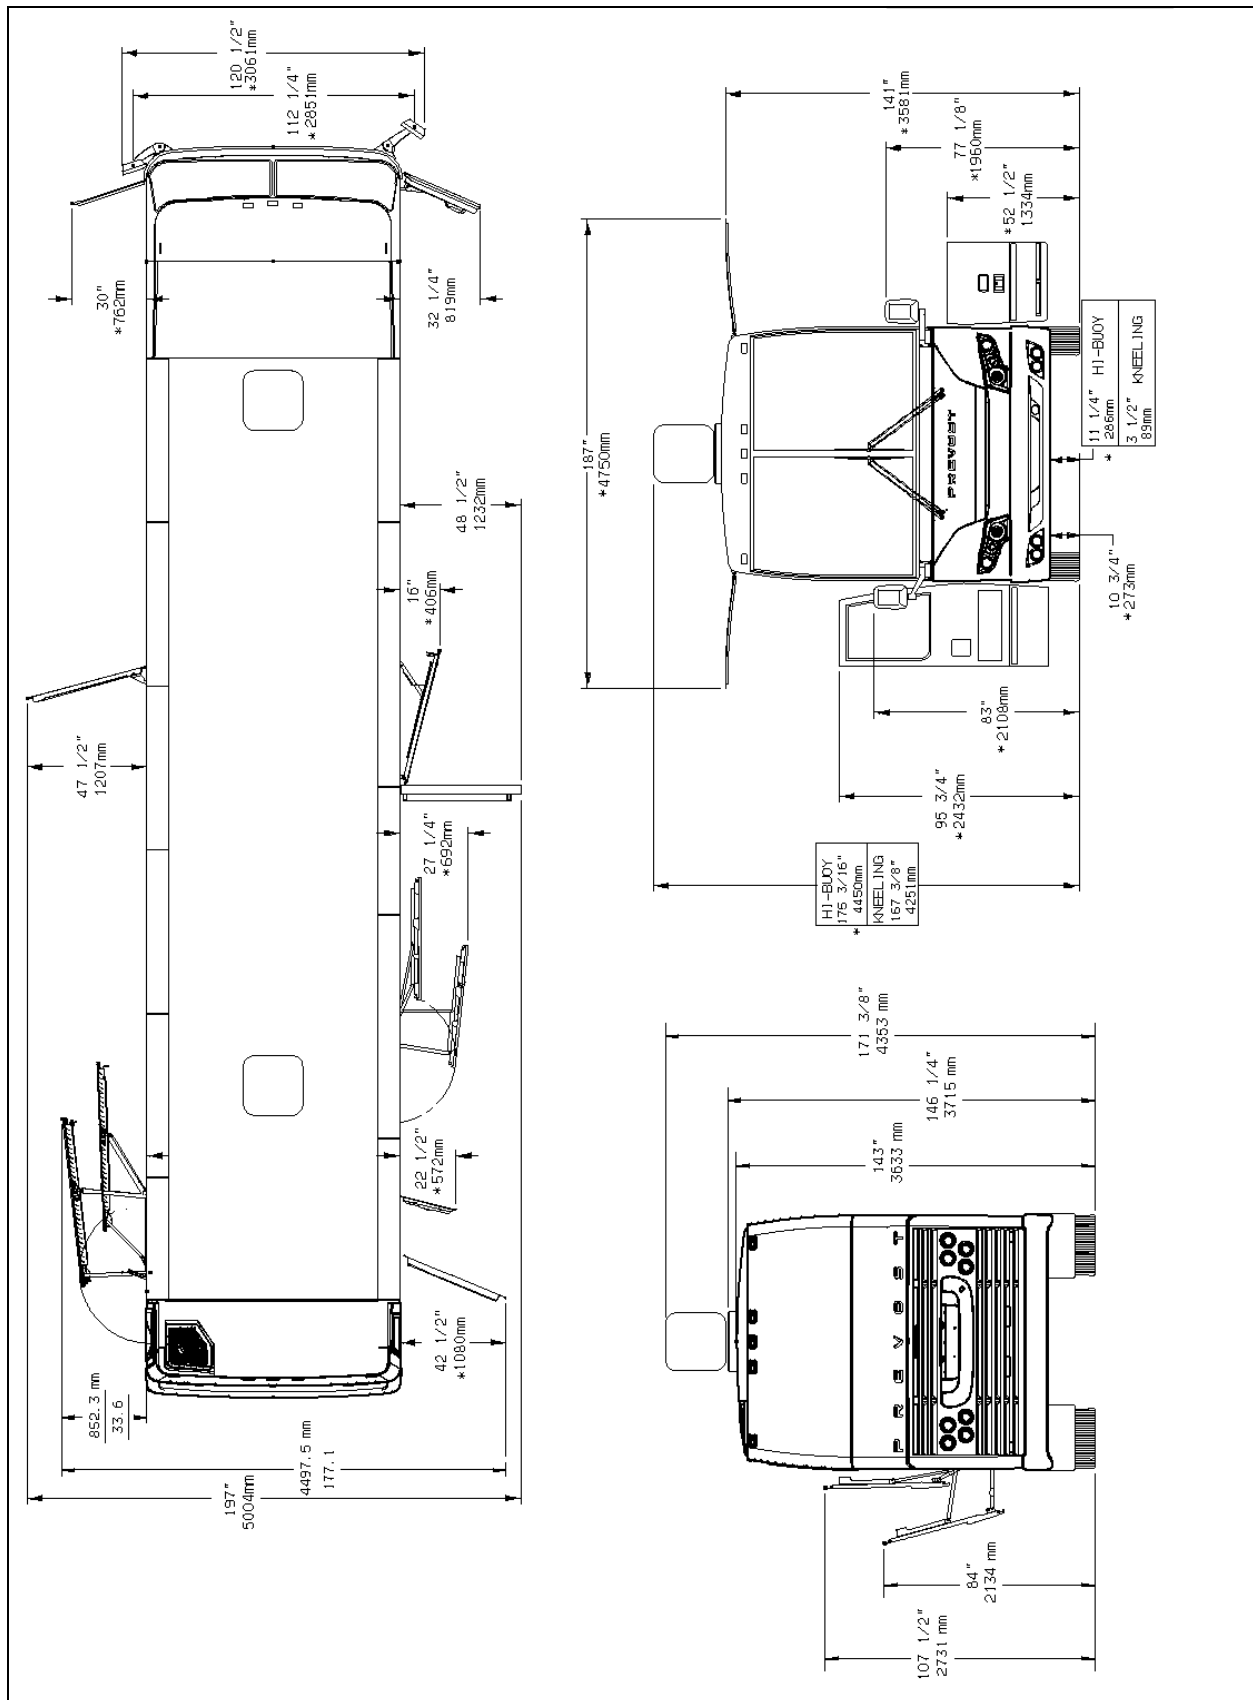 120 1/2"
*3061mm
112 1/4"
*2851mm
30"
*762mm
32 1/4"
819mm
48 1/2"
1232mm
16"
*406mm
47 1/2"
1207mm
27 1/4"
*692mm
22 1/2"
*572mm
42 1/2"
*1080mm
852.3 mm
33.6
4497.5 mm
177.1
197"
5004mm
141"
*3581mm
77 1/8"
*1960mm
*52 1/2"
1334mm
187"
*4750mm
PREVOST
11 1/4" HI-BUOY
286mm
*
3 1/2" KNEELING
89mm
10 3/4"
*273mm
83"
*2108mm
95 3/4"
*2432mm
HI-BUOY
175 3/16"
* 4450mm
KNEELING
167 3/8"
4251mm
171 3/8"
4353 mm
146 1/4"
3715 mm
143"
3633 mm
PREVOST
84"
2134 mm
107 1/2"
2731 mm